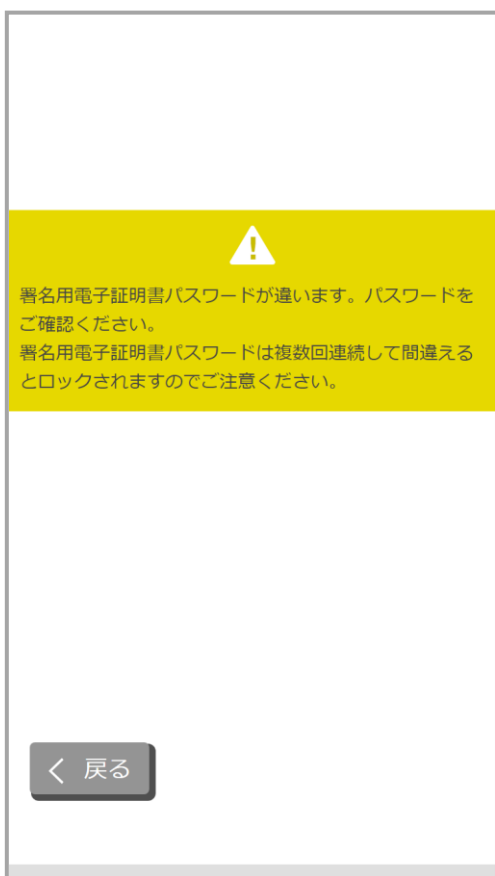 署名用電子証明書パスワードが違います。パスワードを
ご確認ください。
署名用電子証明書パスワードは複数回連続して間違える
とロックされますのでご注意ください。
戻る